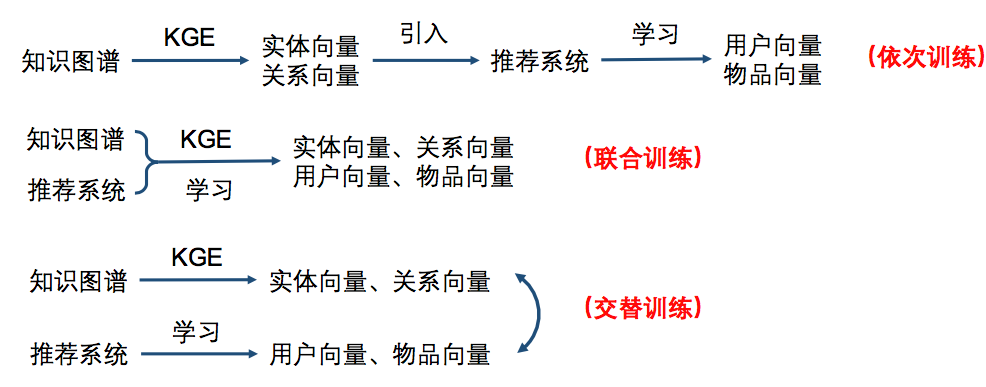 知识图谱 KGE 实体向量 引入 推荐系统 学习 用户向量 (依次训练)
关系向量 物品向量
知识图谱 KGE 实体向量、关系向量 (联合训练)
推荐系统 学习 用户向量、物品向量
知识图谱 KGE 实体向量、关系向量 (交替训练)
推荐系统 学习 用户向量、物品向量